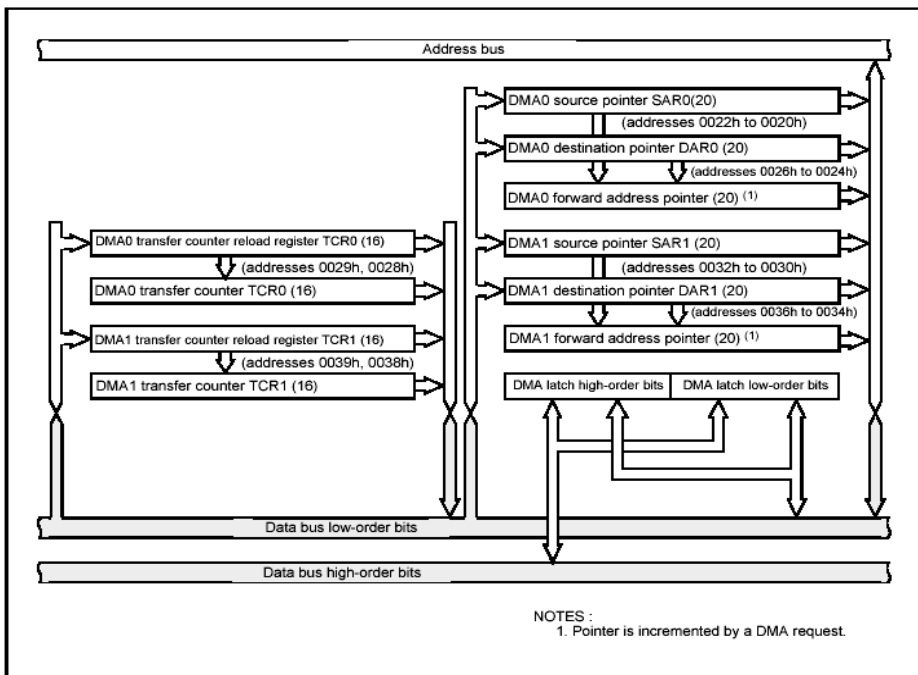 Address bus
DMA0 source pointer SAR0(20)
(addresses 0022h to 0020h)
DMA0 destination pointer DAR0 (20)
(addresses 0026h to 0024h)
DMA0 forward address pointer (20) (1)
DMA0 transfer counter reload register TCR0 (16)
(addresses 0029h, 0028h)
DMA0 transfer counter TCR0 (16)
DMA1 transfer counter reload register TCR1 (16)
(addresses 0039h, 0038h)
DMA1 transfer counter TCR1 (16)
DMA1 source pointer SAR1 (20)
(addresses 0032h to 0030h)
DMA1 destination pointer DAR1 (20)
(addresses 0036h to 0034h)
DMA1 forward address pointer (20) (1)
DMA latch high-order bits
DMA latch low-order bits
Data bus low-order bits
Data bus high-order bits
NOTES :
1. Pointer is incremented by a DMA request.